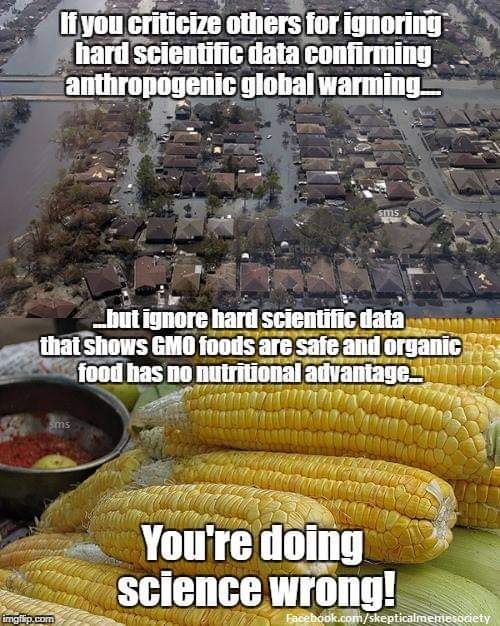 If you criticize others for ignoring
hard scientific data confirming
anthropogenic global warming....
sms
...but ignore hard scientific data
that shows GMO foods are safe and organic
food has no nutritional advantage...
sms
You're doing
science wrong!
imgflip.com
Facebook.com/skepticalmemesociety